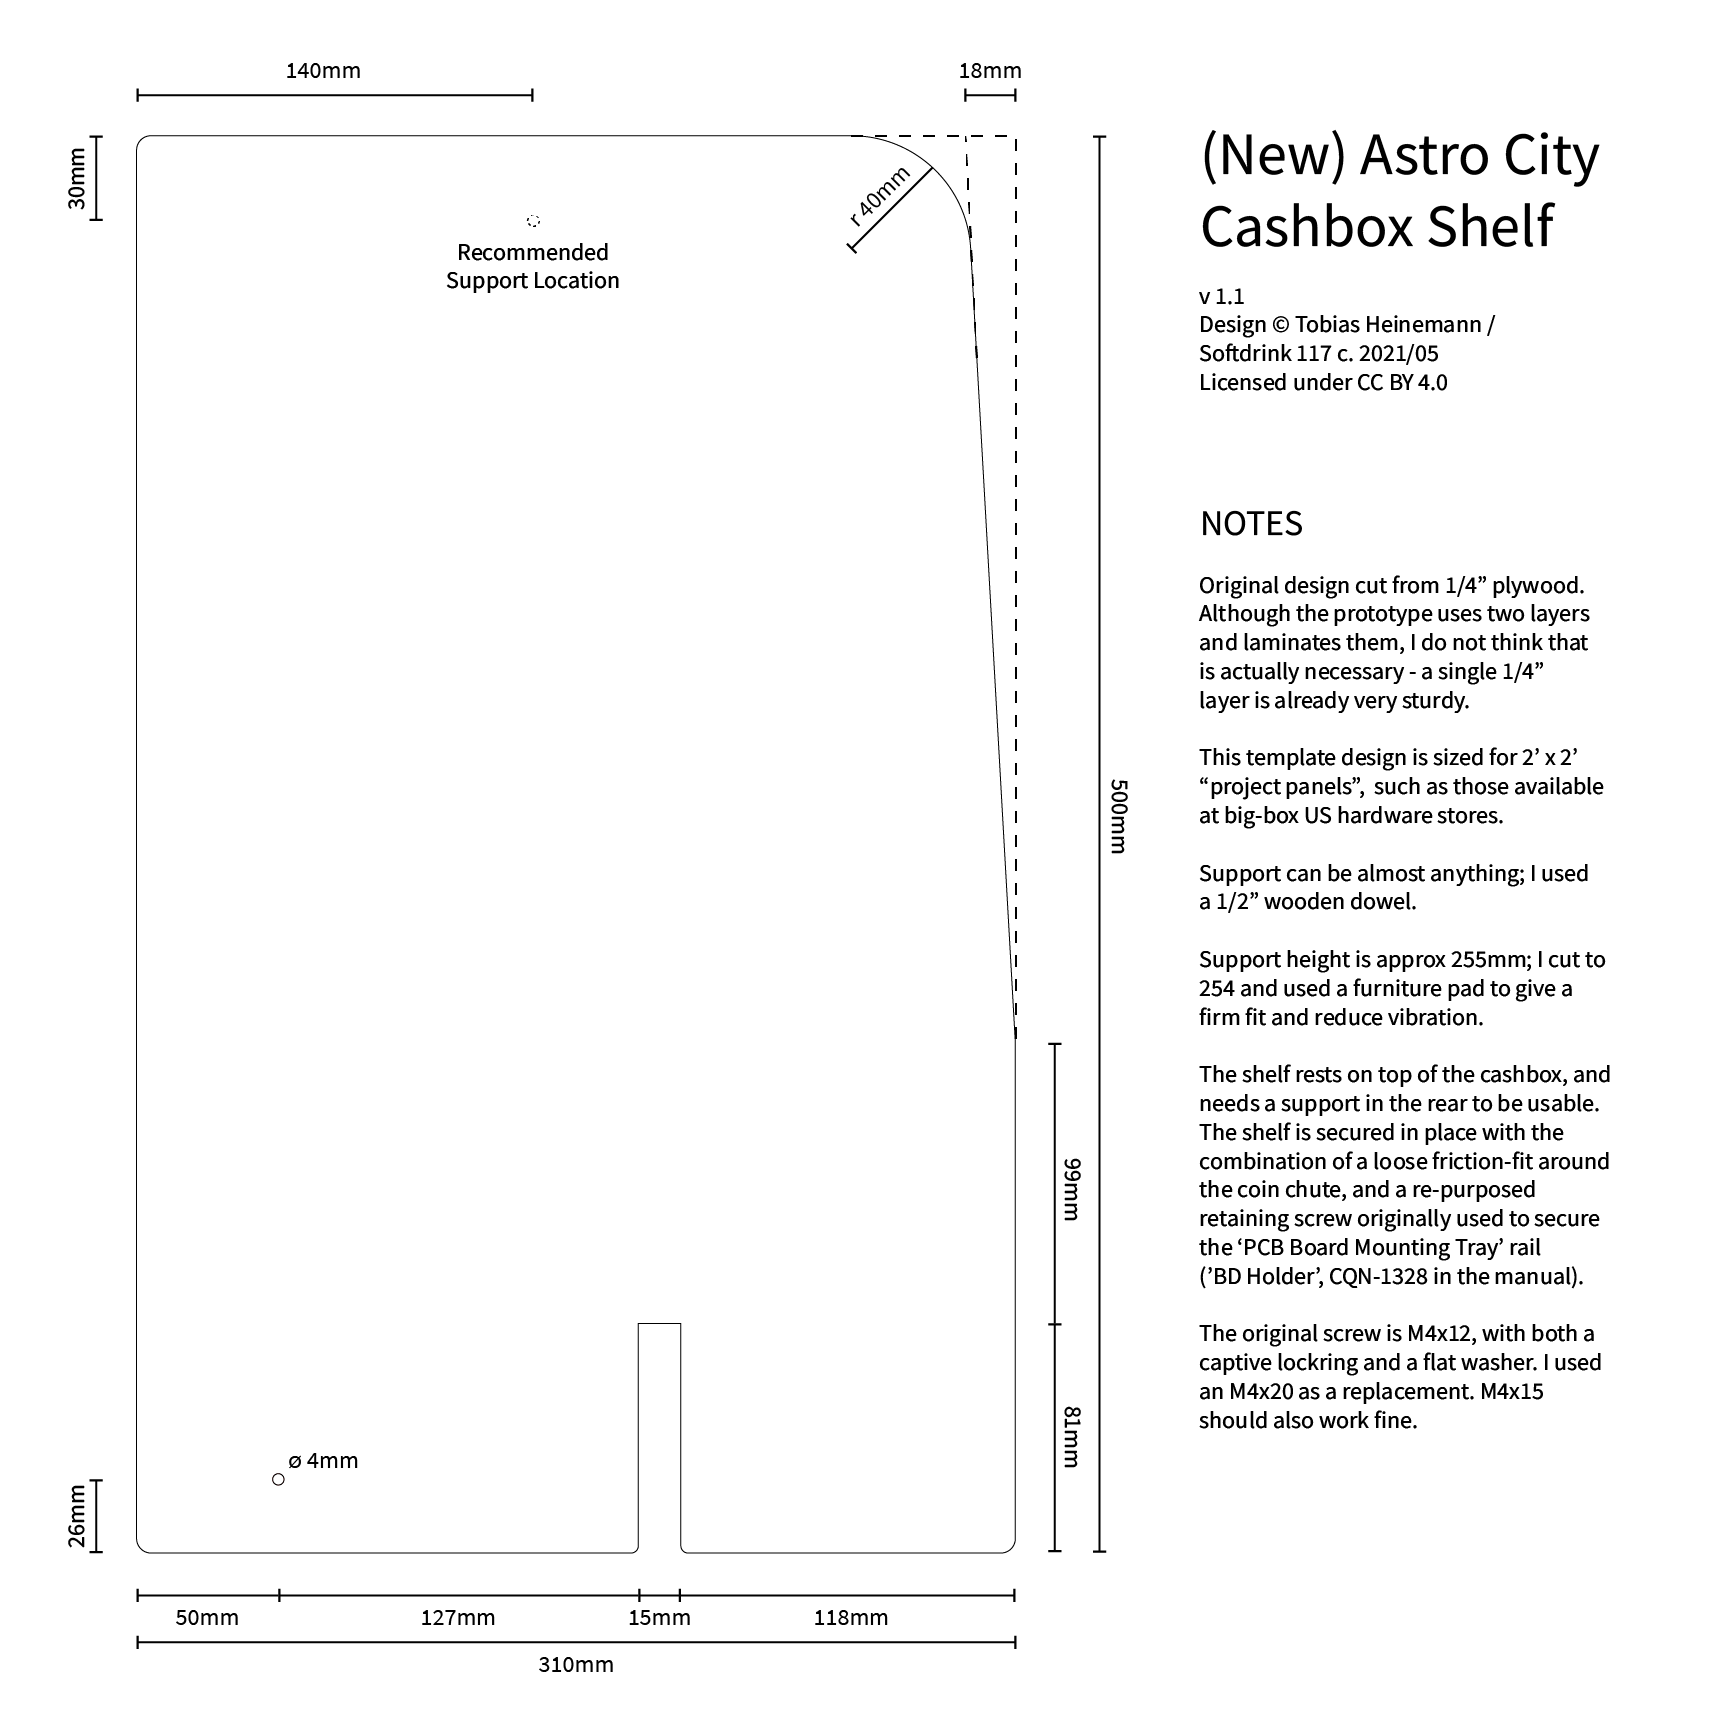 140mm
18mm
30mm
r 40mm
Recommended
Support Location
500mm
99mm
81mm
ø 4mm
26mm
50mm
127mm
15mm
118mm
310mm
(New) Astro City
Cashbox Shelf
v 1.1
Design © Tobias Heinemann /
Softdrink 117 c. 2021/05
Licensed under CC BY 4.0
NOTES
Original design cut from 1/4” plywood.
Although the prototype uses two layers
and laminates them, I do not think that
is actually necessary - a single 1/4”
layer is already very sturdy.
This template design is sized for 2’ x 2’
“project panels”,  such as those available
at big-box US hardware stores.
Support can be almost anything; I used
a 1/2” wooden dowel.
Support height is approx 255mm; I cut to
254 and used a furniture pad to give a
firm fit and reduce vibration.
The shelf rests on top of the cashbox, and
needs a support in the rear to be usable.
The shelf is secured in place with the
combination of a loose friction-fit around
the coin chute, and a re-purposed
retaining screw originally used to secure
the ‘PCB Board Mounting Tray’ rail
(’BD Holder’, CQN-1328 in the manual).
The original screw is M4x12, with both a
captive lockring and a flat washer. I used
an M4x20 as a replacement. M4x15
should also work fine.